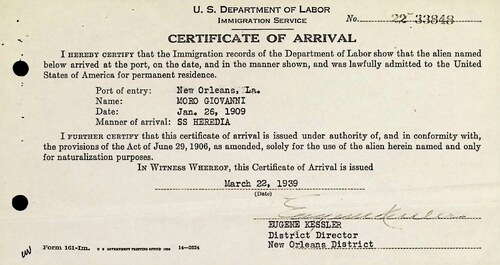 U. S. DEPARTMENT OF LABOR
IMMIGRATION SERVICE
No. 22 33848
CERTIFICATE OF ARRIVAL
I HEREBY CERTIFY that the Immigration records of the Department of Labor show that the alien named
below arrived at the port, on the date, and in the manner shown, and was lawfully admitted to the United
States of America for permanent residence.
Port of entry: New Orleans, La.
Name: MORO GIOVANNI
Date: Jan. 26, 1909
Manner of arrival: SS HEREDIA
I FURTHER CERTIFY that this certificate of arrival is issued under authority of, and in conformity with,
the provisions of the Act of June 29, 1906, as amended, solely for the use of the alien herein named and only
for naturalization purposes.
IN WITNESS WHEREOF, this Certificate of Arrival is issued
March 22, 1939
(Date)
Eugene Kessler
EUGENE KESSLER
District Director
New Orleans District
Form 161-Im. U S GOVERNMENT PRINTING OFFICE 14-2624